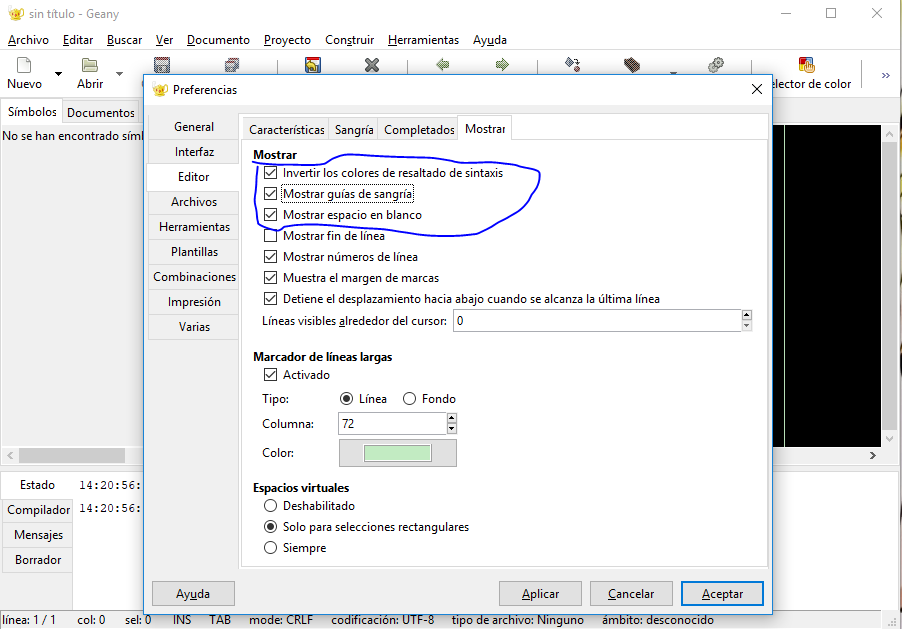 sin título - Geany
Archivo Editar Buscar Ver Documento Proyecto Construir Herramientas Ayuda
Nuevo Abrir elector de color
Símbolos Documentos
No se han encontrado símb
Preferencias
General
Interfaz
Editor
Archivos
Herramientas
Plantillas
Combinaciones
Impresión
Varias
Características Sangría Completados Mostrar
Mostrar
Invertir los colores de resaltado de sintaxis
Mostrar guías de sangría
Mostrar espacio en blanco
Mostrar fin de línea
Mostrar números de línea
Muestra el margen de marcas
Detiene el desplazamiento hacia abajo cuando se alcanza la última línea
Líneas visibles alrededor del cursor: 0
Marcador de líneas largas
Activado
Tipo: Línea Fondo
Columna: 72
Color:
Espacios virtuales
Deshabilitado
Solo para selecciones rectangulares
Siempre
Ayuda Aplicar Cancelar Aceptar
Estado
Compilador
Mensajes
Borrador
14:20:56:
14:20:56:
línea: 1 / 1 col: 0 sel: 0 INS TAB mode: CRLF codificación: UTF-8 tipo de archivo: Ninguno ámbito: desconocido